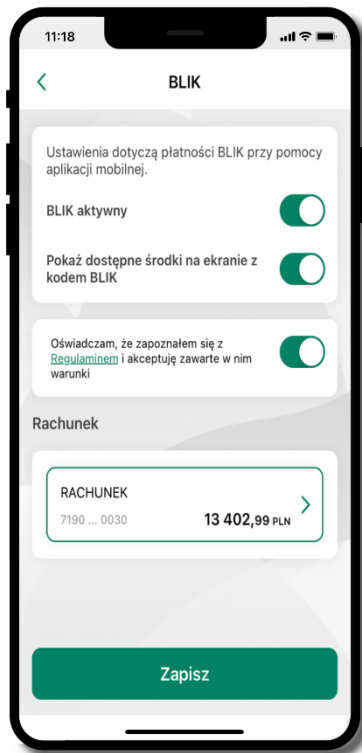 11:18
BLIK
Ustawienia dotyczą płatności BLIK przy pomocy
aplikacji mobilnej.
BLIK aktywny
Pokaż dostępne środki na ekranie z
kodem BLIK
Oświadczam, że zapoznałem się z
Regulaminem i akceptuję zawarte w nim
warunki
Rachunek
RACHUNEK
7190 ... 0030 13 402,99 PLN
Zapisz